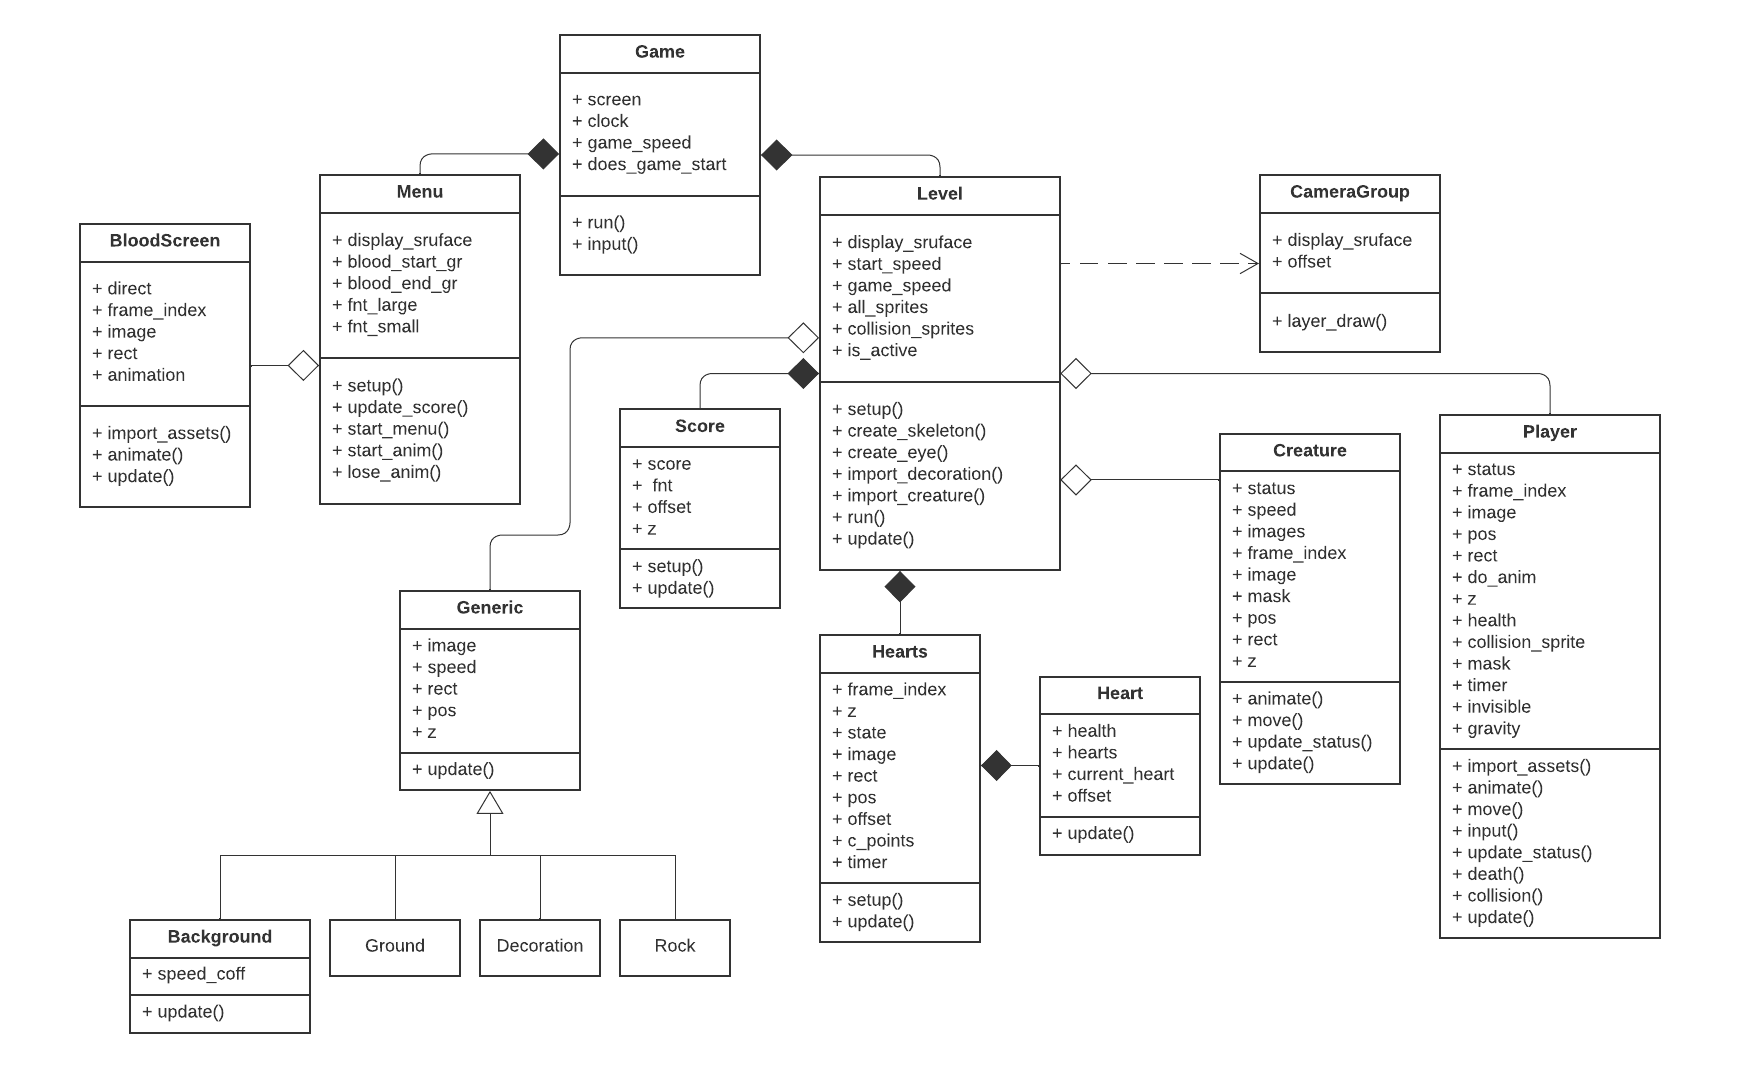 Game
+ screen
+ clock
+ game_speed
+ does_game_start
+ run()
+ input()
Menu
+ display_sruface
+ blood_start_gr
+ blood_end_gr
+ fnt_large
+ fnt_small
+ setup()
+ update_score()
+ start_menu()
+ start_anim()
+ lose_anim()
BloodScreen
+ direct
+ frame_index
+ image
+ rect
+ animation
+ import_assets()
+ animate()
+ update()
Level
+ display_sruface
+ start_speed
+ game_speed
+ all_sprites
+ collision_sprites
+ is_active
+ setup()
+ create_skeleton()
+ create_eye()
+ import_decoration()
+ import_creature()
+ run()
+ update()
CameraGroup
+ display_sruface
+ offset
+ layer_draw()
Score
+ score
+ fnt
+ offset
+ z
+ setup()
+ update()
Creature
+ status
+ speed
+ images
+ frame_index
+ image
+ mask
+ pos
+ rect
+ z
+ animate()
+ move()
+ update_status()
+ update()
Player
+ status
+ frame_index
+ image
+ pos
+ rect
+ do_anim
+ z
+ health
+ collision_sprite
+ mask
+ timer
+ invisible
+ gravity
+ import_assets()
+ animate()
+ move()
+ input()
+ update_status()
+ death()
+ collision()
+ update()
Generic
+ image
+ speed
+ rect
+ pos
+ z
+ update()
Hearts
+ frame_index
+ z
+ state
+ image
+ rect
+ pos
+ offset
+ c_points
+ timer
+ setup()
+ update()
Heart
+ health
+ hearts
+ current_heart
+ offset
+ update()
Background
+ speed_coff
+ update()
Ground
Decoration
Rock